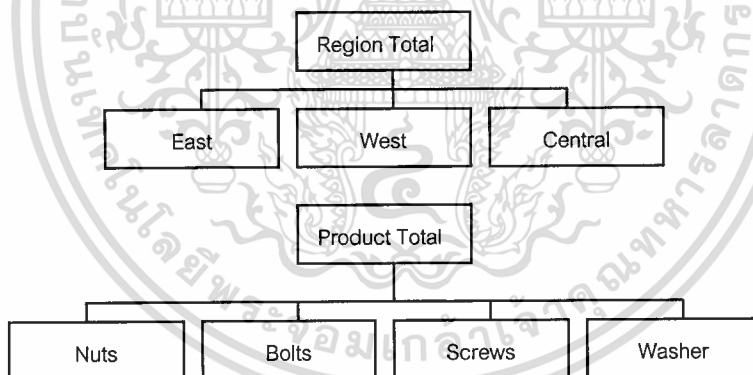 Region Total
East
West
Central
Product Total
Nuts
Bolts
Screws
Washer